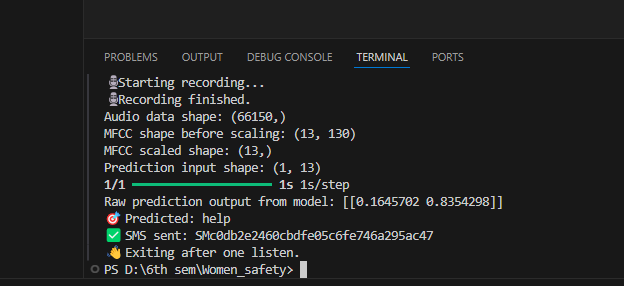 PROBLEMS OUTPUT DEBUG CONSOLE TERMINAL PORTS
🎙Starting recording...
🎙Recording finished.
Audio data shape: (66150,)
MFCC shape before scaling: (13, 130)
MFCC scaled shape: (13,)
Prediction input shape: (1, 13)
1/1 ━━━━━━━━━━━━━━━━━━━━ 1s 1s/step
Raw prediction output from model: [[0.1645702 0.8354298]]
🎯 Predicted: help
✅ SMS sent: SMc0db2e2460cbdfe05c6fe746a295ac47
👋 Exiting after one listen.
PS D:\6th sem\Women_safety>